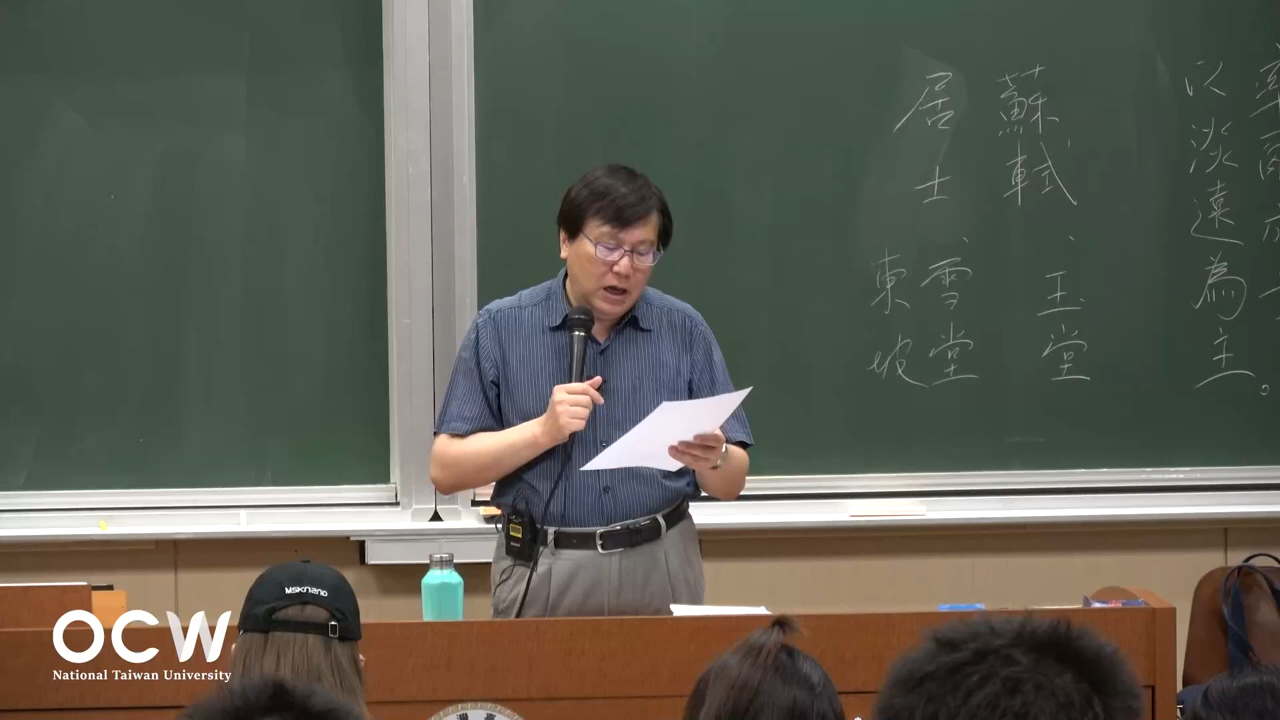 以淡遠為主。
蘇軾、玉堂
居士、雪堂
東坡
MSKN2ND
OCW
National Taiwan University